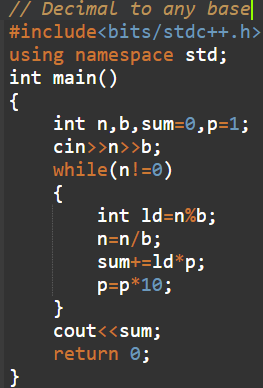 // Decimal to any base
#include<bits/stdc++.h>
using namespace std;
int main()
{
    int n,b,sum=0,p=1;
    cin>>n>>b;
    while(n!=0)
    {
        int ld=n%b;
        n=n/b;
        sum+=ld*p;
        p=p*10;
    }
    cout<<sum;
    return 0;
}